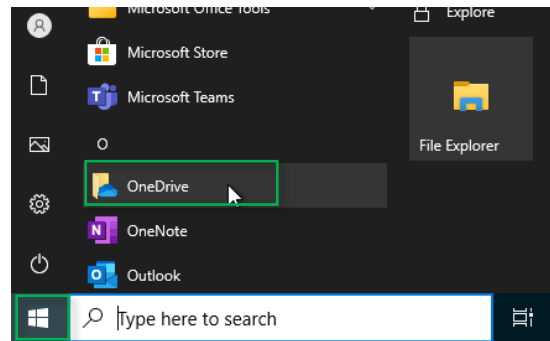 Microsoft Office Tools
Explore
Microsoft Store
Microsoft Teams
O
File Explorer
OneDrive
OneNote
Outlook
Type here to search